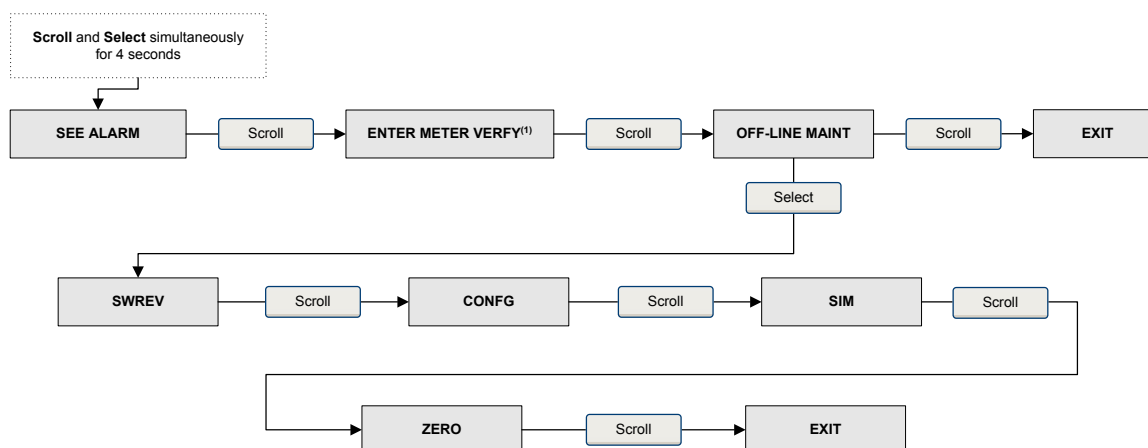 Scroll and Select simultaneously
for 4 seconds
SEE ALARM
Scroll
ENTER METER VERFY(1)
Scroll
OFF-LINE MAINT
Scroll
EXIT
Select
SWREV
Scroll
CONFG
Scroll
SIM
Scroll
ZERO
Scroll
EXIT